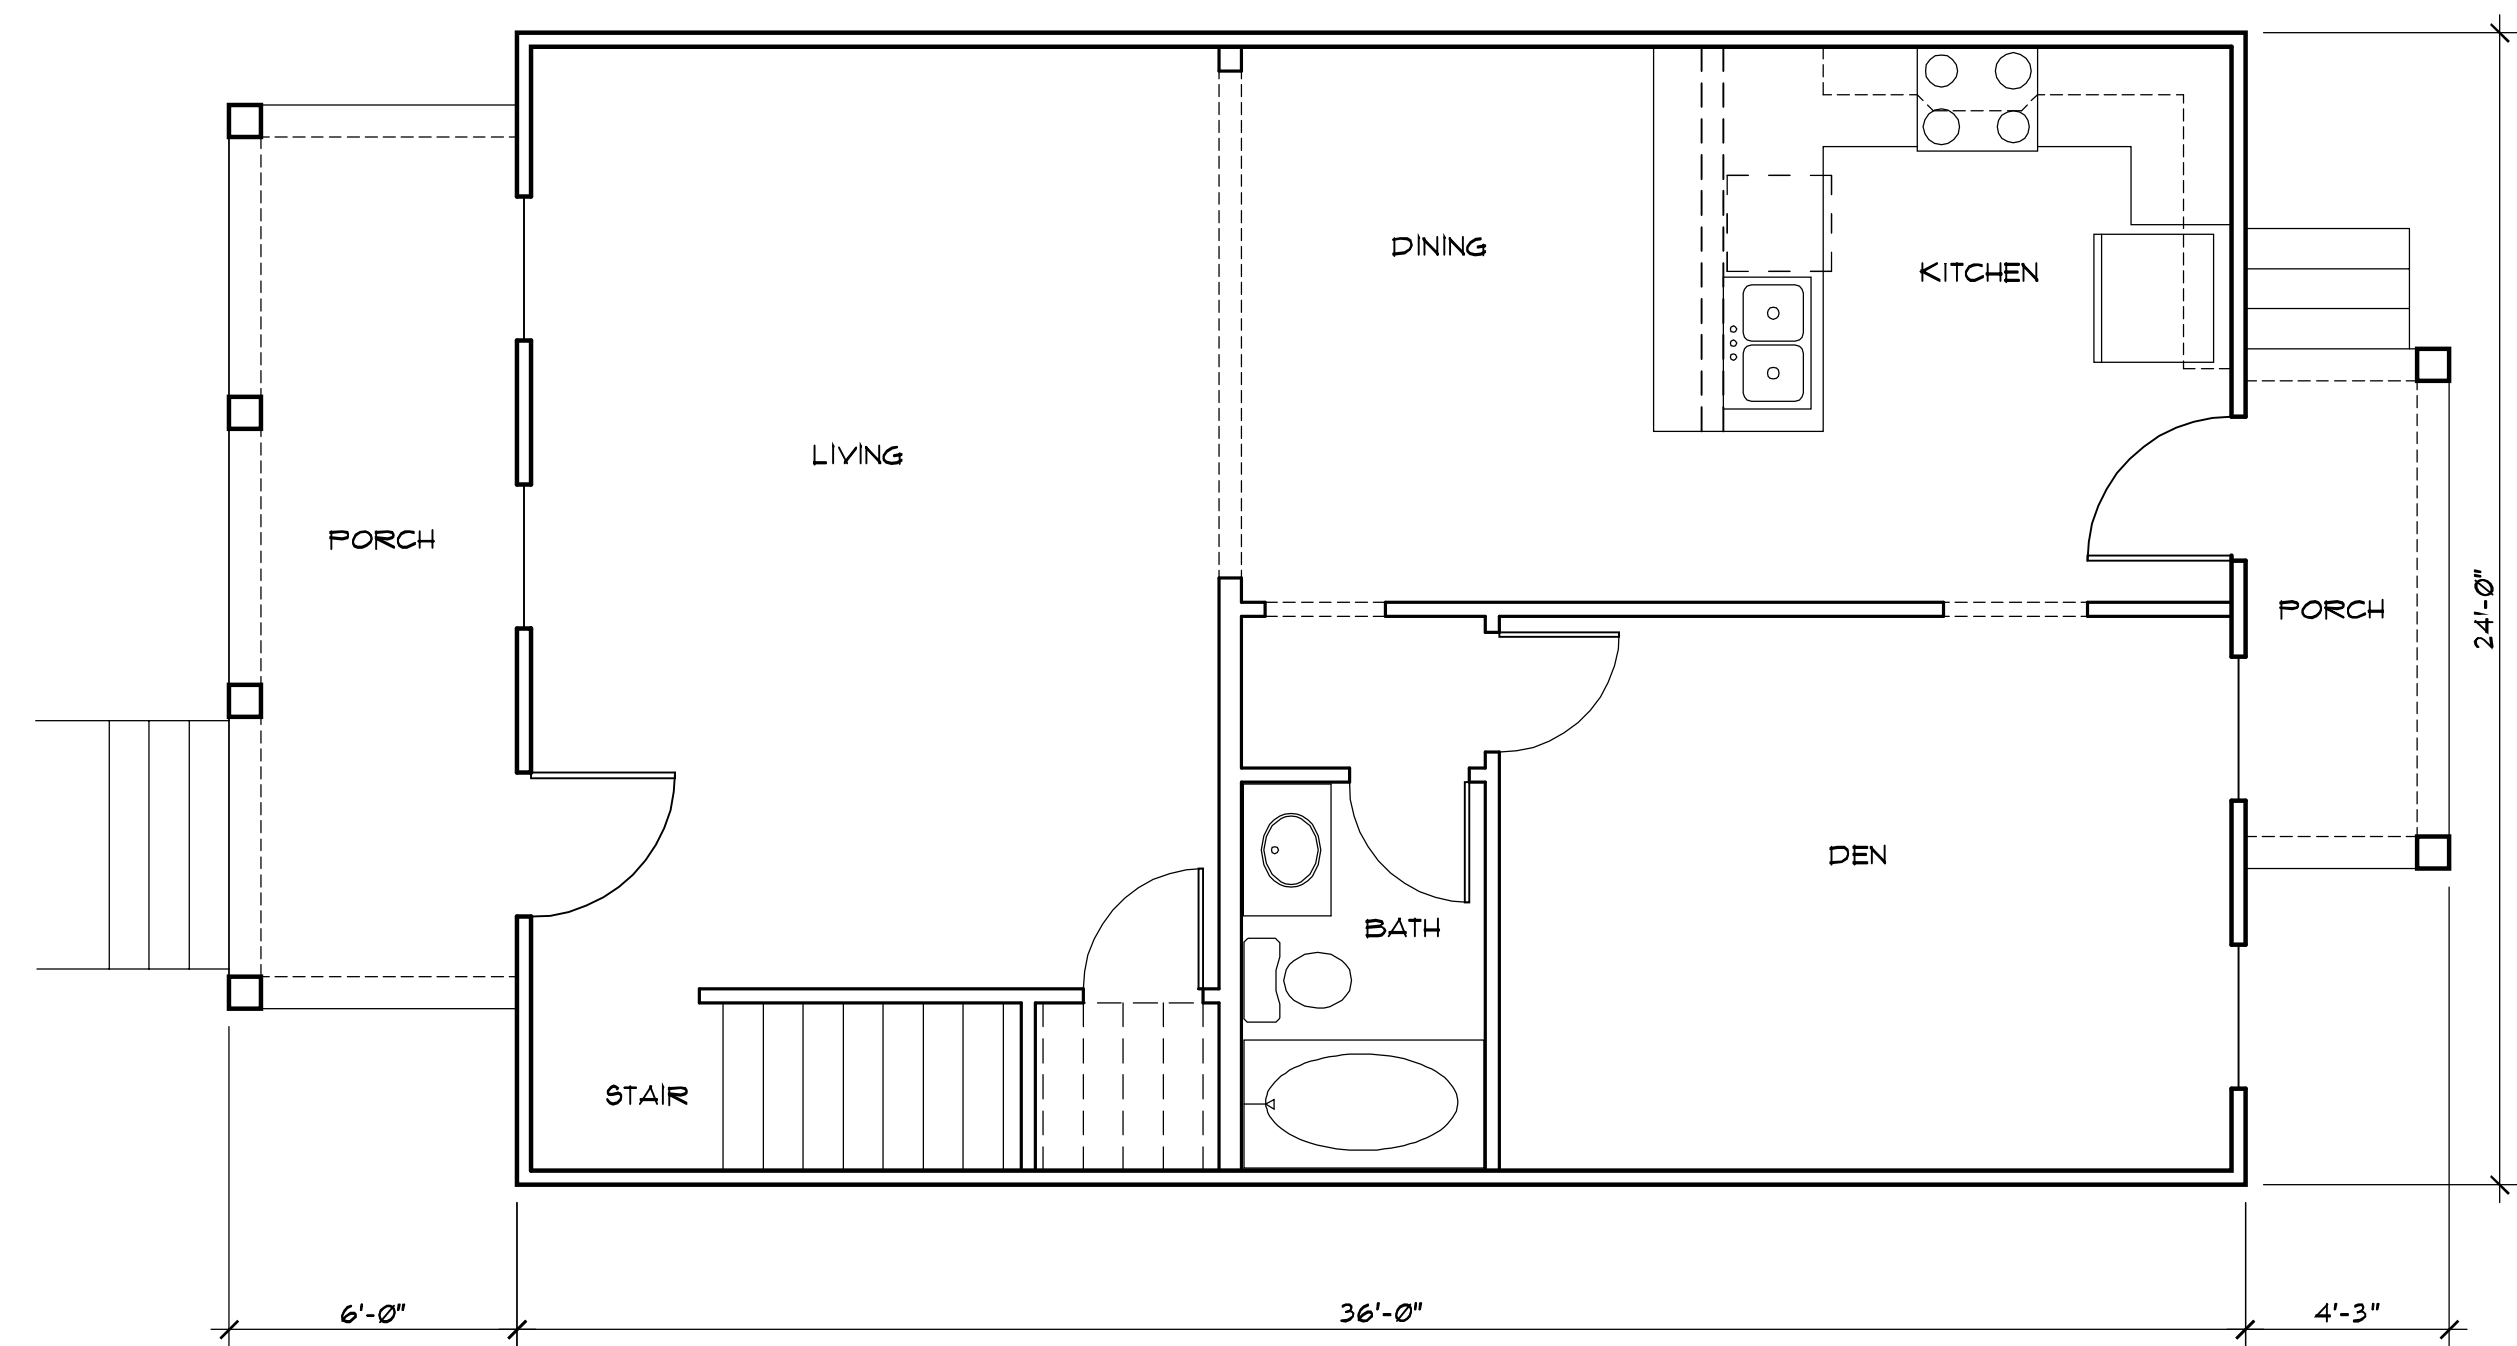 DINING
KITCHEN
LIVING
PORCH
PORCH
24'-0"
DEN
BATH
STAIR
6'-0"
36'-0"
4'-3"